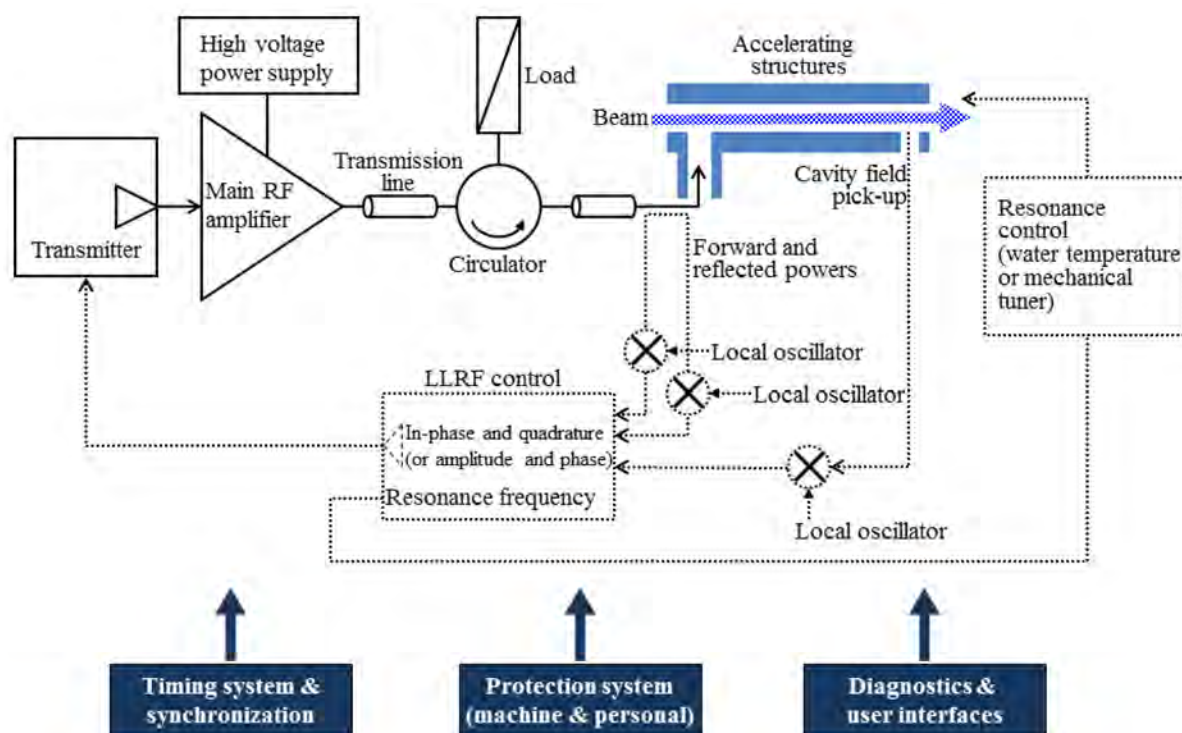 High voltage
power supply
Load
Accelerating
structures
Beam
Transmission
line
Main RF
amplifier
Transmitter
Circulator
Cavity field
pick-up
Forward and
reflected powers
Resonance
control
(water temperature
or mechanical
tuner)
Local oscillator
LLRF control
Local oscillator
In-phase and quadrature
(or amplitude and phase)
Resonance frequency
Local oscillator
Timing system &
synchronization
Protection system
(machine & personal)
Diagnostics &
user interfaces